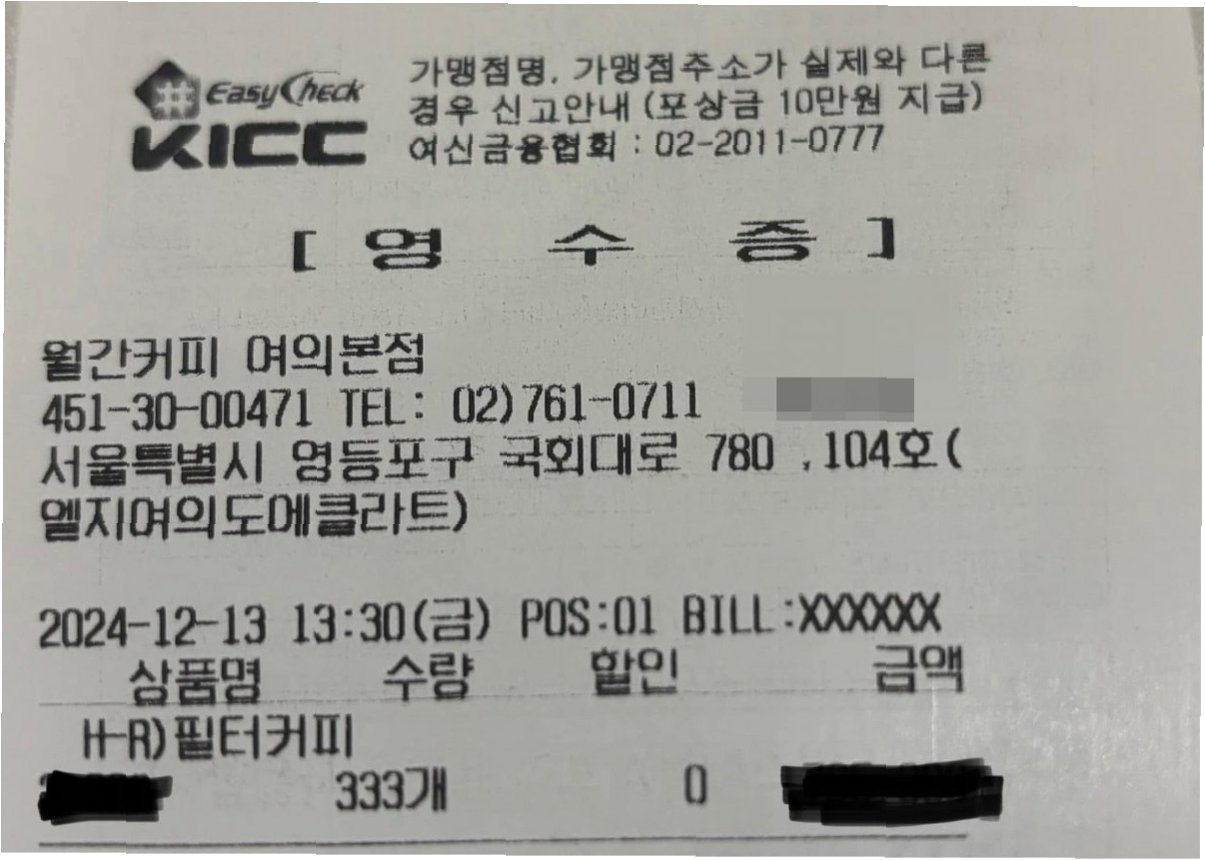 EasyCheck
KICC
가맹점명, 가맹점주소가 실제와 다른
경우 신고안내 (포상금 10만원 지급)
여신금융협회 : 02-2011-0777
[ 영 수 증 ]
월간커피 여의본점
451-30-00471 TEL: 02)761-0711
서울특별시 영등포구 국회대로 780 ,104호(
엘지여의도에클라트)
2024-12-13 13:30(금) POS:01 BILL:XXXXXX
상품명 수량 할인 금액
H-R)필터커피
333개 0